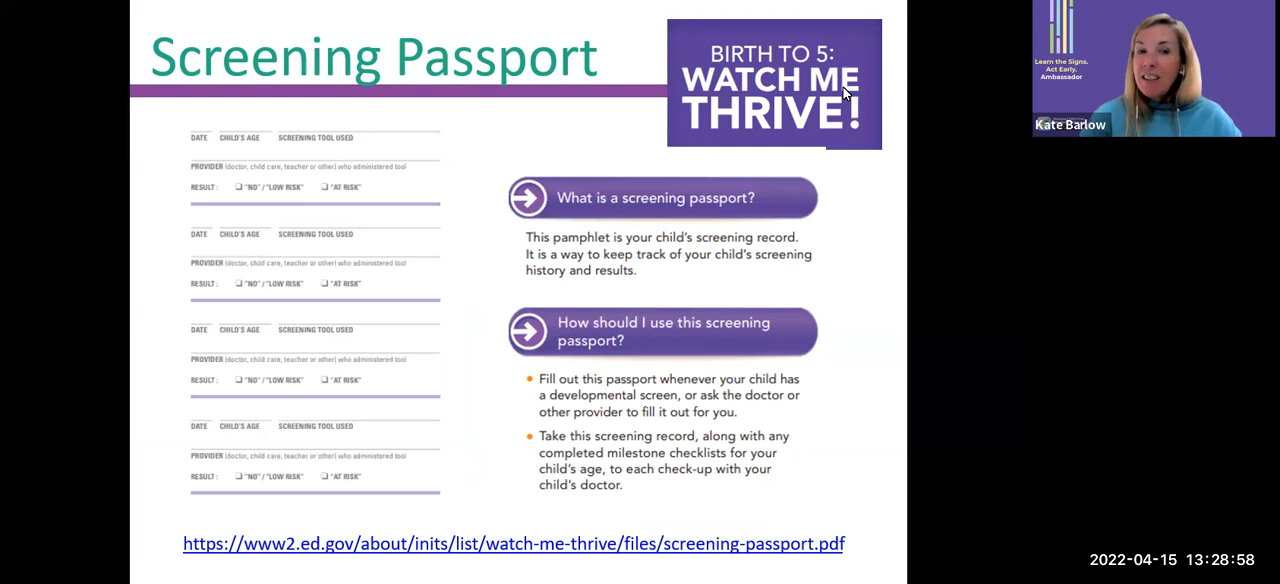 Screening Passport
BIRTH TO 5:
WATCH ME
THRIVE!
DATE CHILD'S AGE SCREENING TOOL USED
PROVIDER (doctor, child care, teacher or other) who administered tool
RESULT: "NO"/"LOW RISK" "AT RISK"
DATE CHILD'S AGE SCREENING TOOL USED
PROVIDER (doctor, child care, teacher or other) who administered tool
RESULT: "NO"/"LOW RISK" "AT RISK"
DATE CHILD'S AGE SCREENING TOOL USED
PROVIDER (doctor, child care, teacher or other) who administered tool
RESULT: "NO"/"LOW RISK" "AT RISK"
DATE CHILD'S AGE SCREENING TOOL USED
PROVIDER (doctor, child care, teacher or other) who administered tool
RESULT: "NO"/"LOW RISK" "AT RISK"
What is a screening passport?
This pamphlet is your child's screening record.
It is a way to keep track of your child's screening
history and results.
How should I use this screening
passport?
• Fill out this passport whenever your child has
a developmental screen, or ask the doctor or
other provider to fill it out for you.
• Take this screening record, along with any
completed milestone checklists for your
child's age, to each check-up with your
child's doctor.
https://www2.ed.gov/about/inits/list/watch-me-thrive/files/screening-passport.pdf
Learn the Signs.
Act Early.
Ambassador
Kate Barlow
2022-04-15 13:28:58